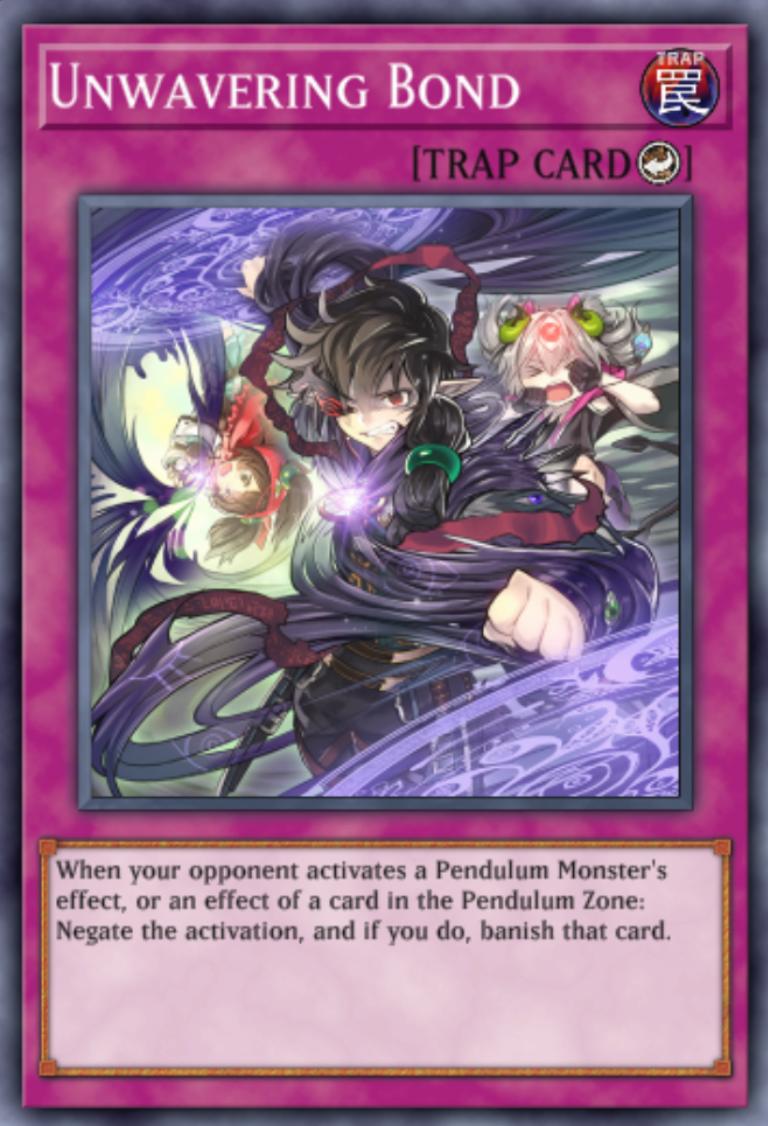 Unwavering Bond
TRAP
罠
[TRAP CARD]
When your opponent activates a Pendulum Monster's
effect, or an effect of a card in the Pendulum Zone:
Negate the activation, and if you do, banish that card.